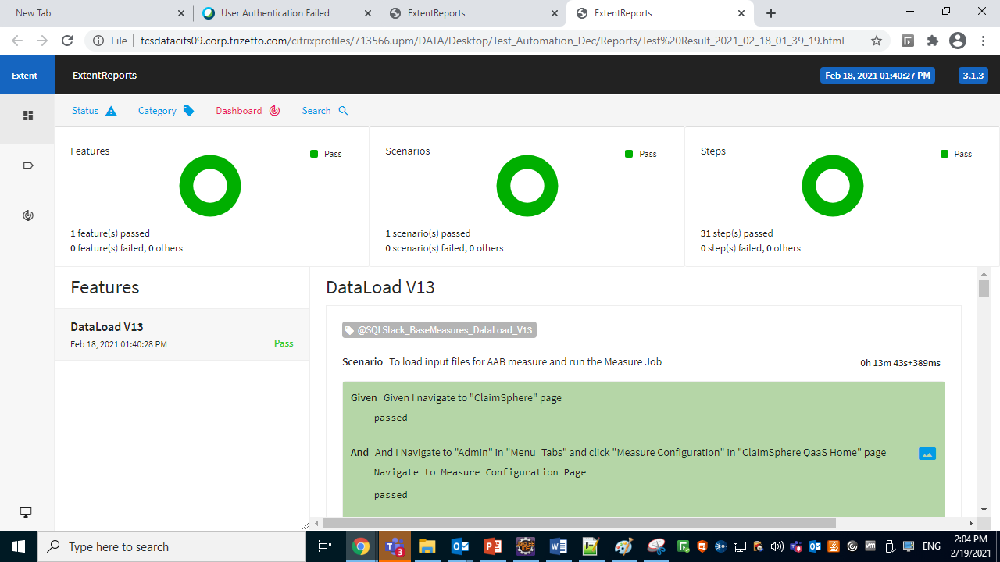 New Tab
User Authentication Failed
ExtentReports
ExtentReports
File
tcsdatacifs09.corp.trizetto.com/citrixprofiles/713566.upm/DATA/Desktop/Test_Automation_Dec/Reports/Test%20Result_2021_02_18_01_39_19.html
Extent
ExtentReports
Feb 18, 2021 01:40:27 PM
3.1.3
Status
Category
Dashboard
Search
Features
Pass
1 feature(s) passed
0 feature(s) failed, 0 others
Scenarios
Pass
1 scenario(s) passed
0 scenario(s) failed, 0 others
Steps
Pass
31 step(s) passed
0 step(s) failed, 0 others
Features
DataLoad V13
Feb 18, 2021 01:40:28 PM
Pass
DataLoad V13
@SQLStack_BaseMeasures_DataLoad_V13
Scenario To load input files for AAB measure and run the Measure Job
0h 13m 43s+389ms
Given Given I navigate to "ClaimSphere" page
passed
And And I Navigate to "Admin" in "Menu_Tabs" and click "Measure Configuration" in "ClaimSphere QaaS Home" page
Navigate to Measure Configuration Page
passed
Type here to search
3
ENG
2:04 PM
2/19/2021